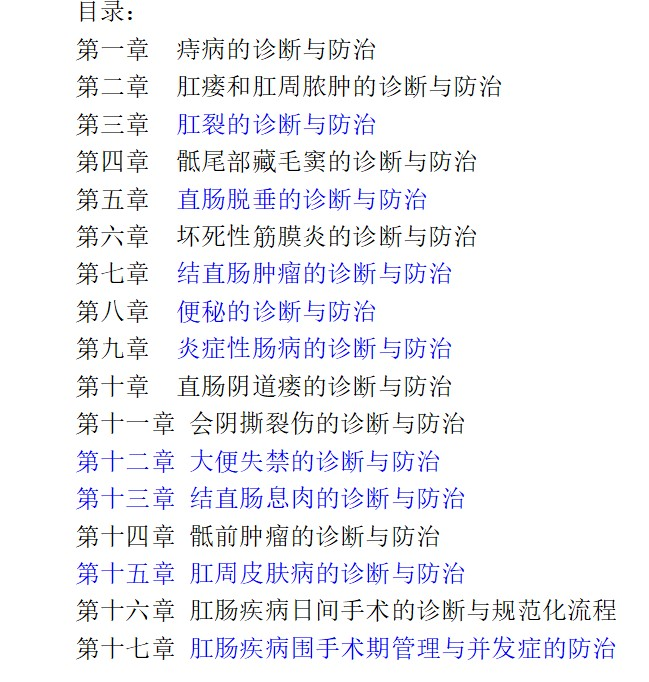 目录：
第一章 痔病的诊断与防治
第二章 肛瘘和肛周脓肿的诊断与防治
第三章 肛裂的诊断与防治
第四章 骶尾部藏毛窦的诊断与防治
第五章 直肠脱垂的诊断与防治
第六章 坏死性筋膜炎的诊断与防治
第七章 结直肠肿瘤的诊断与防治
第八章 便秘的诊断与防治
第九章 炎症性肠病的诊断与防治
第十章 直肠阴道瘘的诊断与防治
第十一章 会阴撕裂伤的诊断与防治
第十二章 大便失禁的诊断与防治
第十三章 结直肠息肉的诊断与防治
第十四章 骶前肿瘤的诊断与防治
第十五章 肛周皮肤病的诊断与防治
第十六章 肛肠疾病日间手术的诊断与规范化流程
第十七章 肛肠疾病围手术期管理与并发症的防治